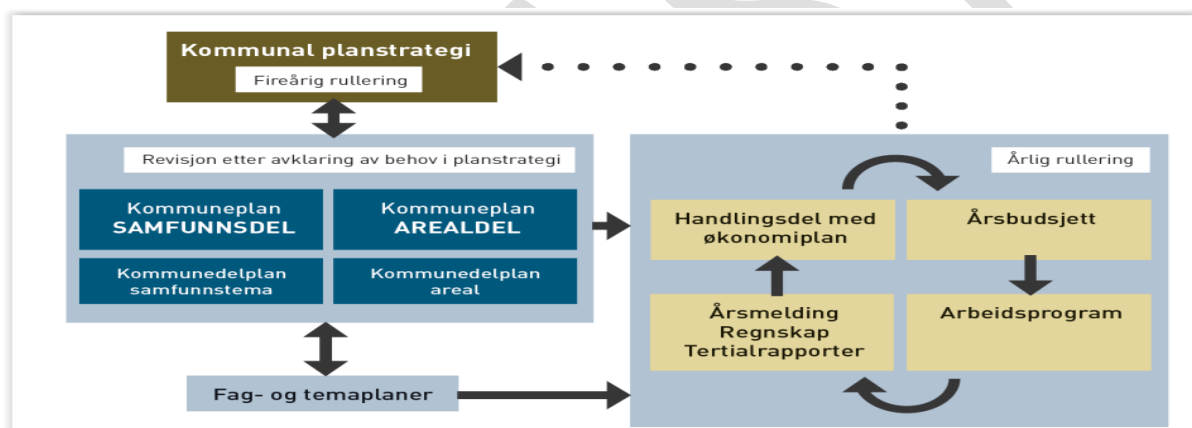 Kommunal planstrategi
Fireårig rullering
Revisjon etter avklaring av behov i planstrategi
Kommuneplan
SAMFUNNSDEL
Kommuneplan
AREALDEL
Kommunedelplan
samfunnstema
Kommunedelplan
areal
Fag- og temaplaner
Årlig rullering
Handlingsdel med
økonomiplan
Årsbudsjett
Årsmelding
Regnskap
Tertialrapporter
Arbeidsprogram